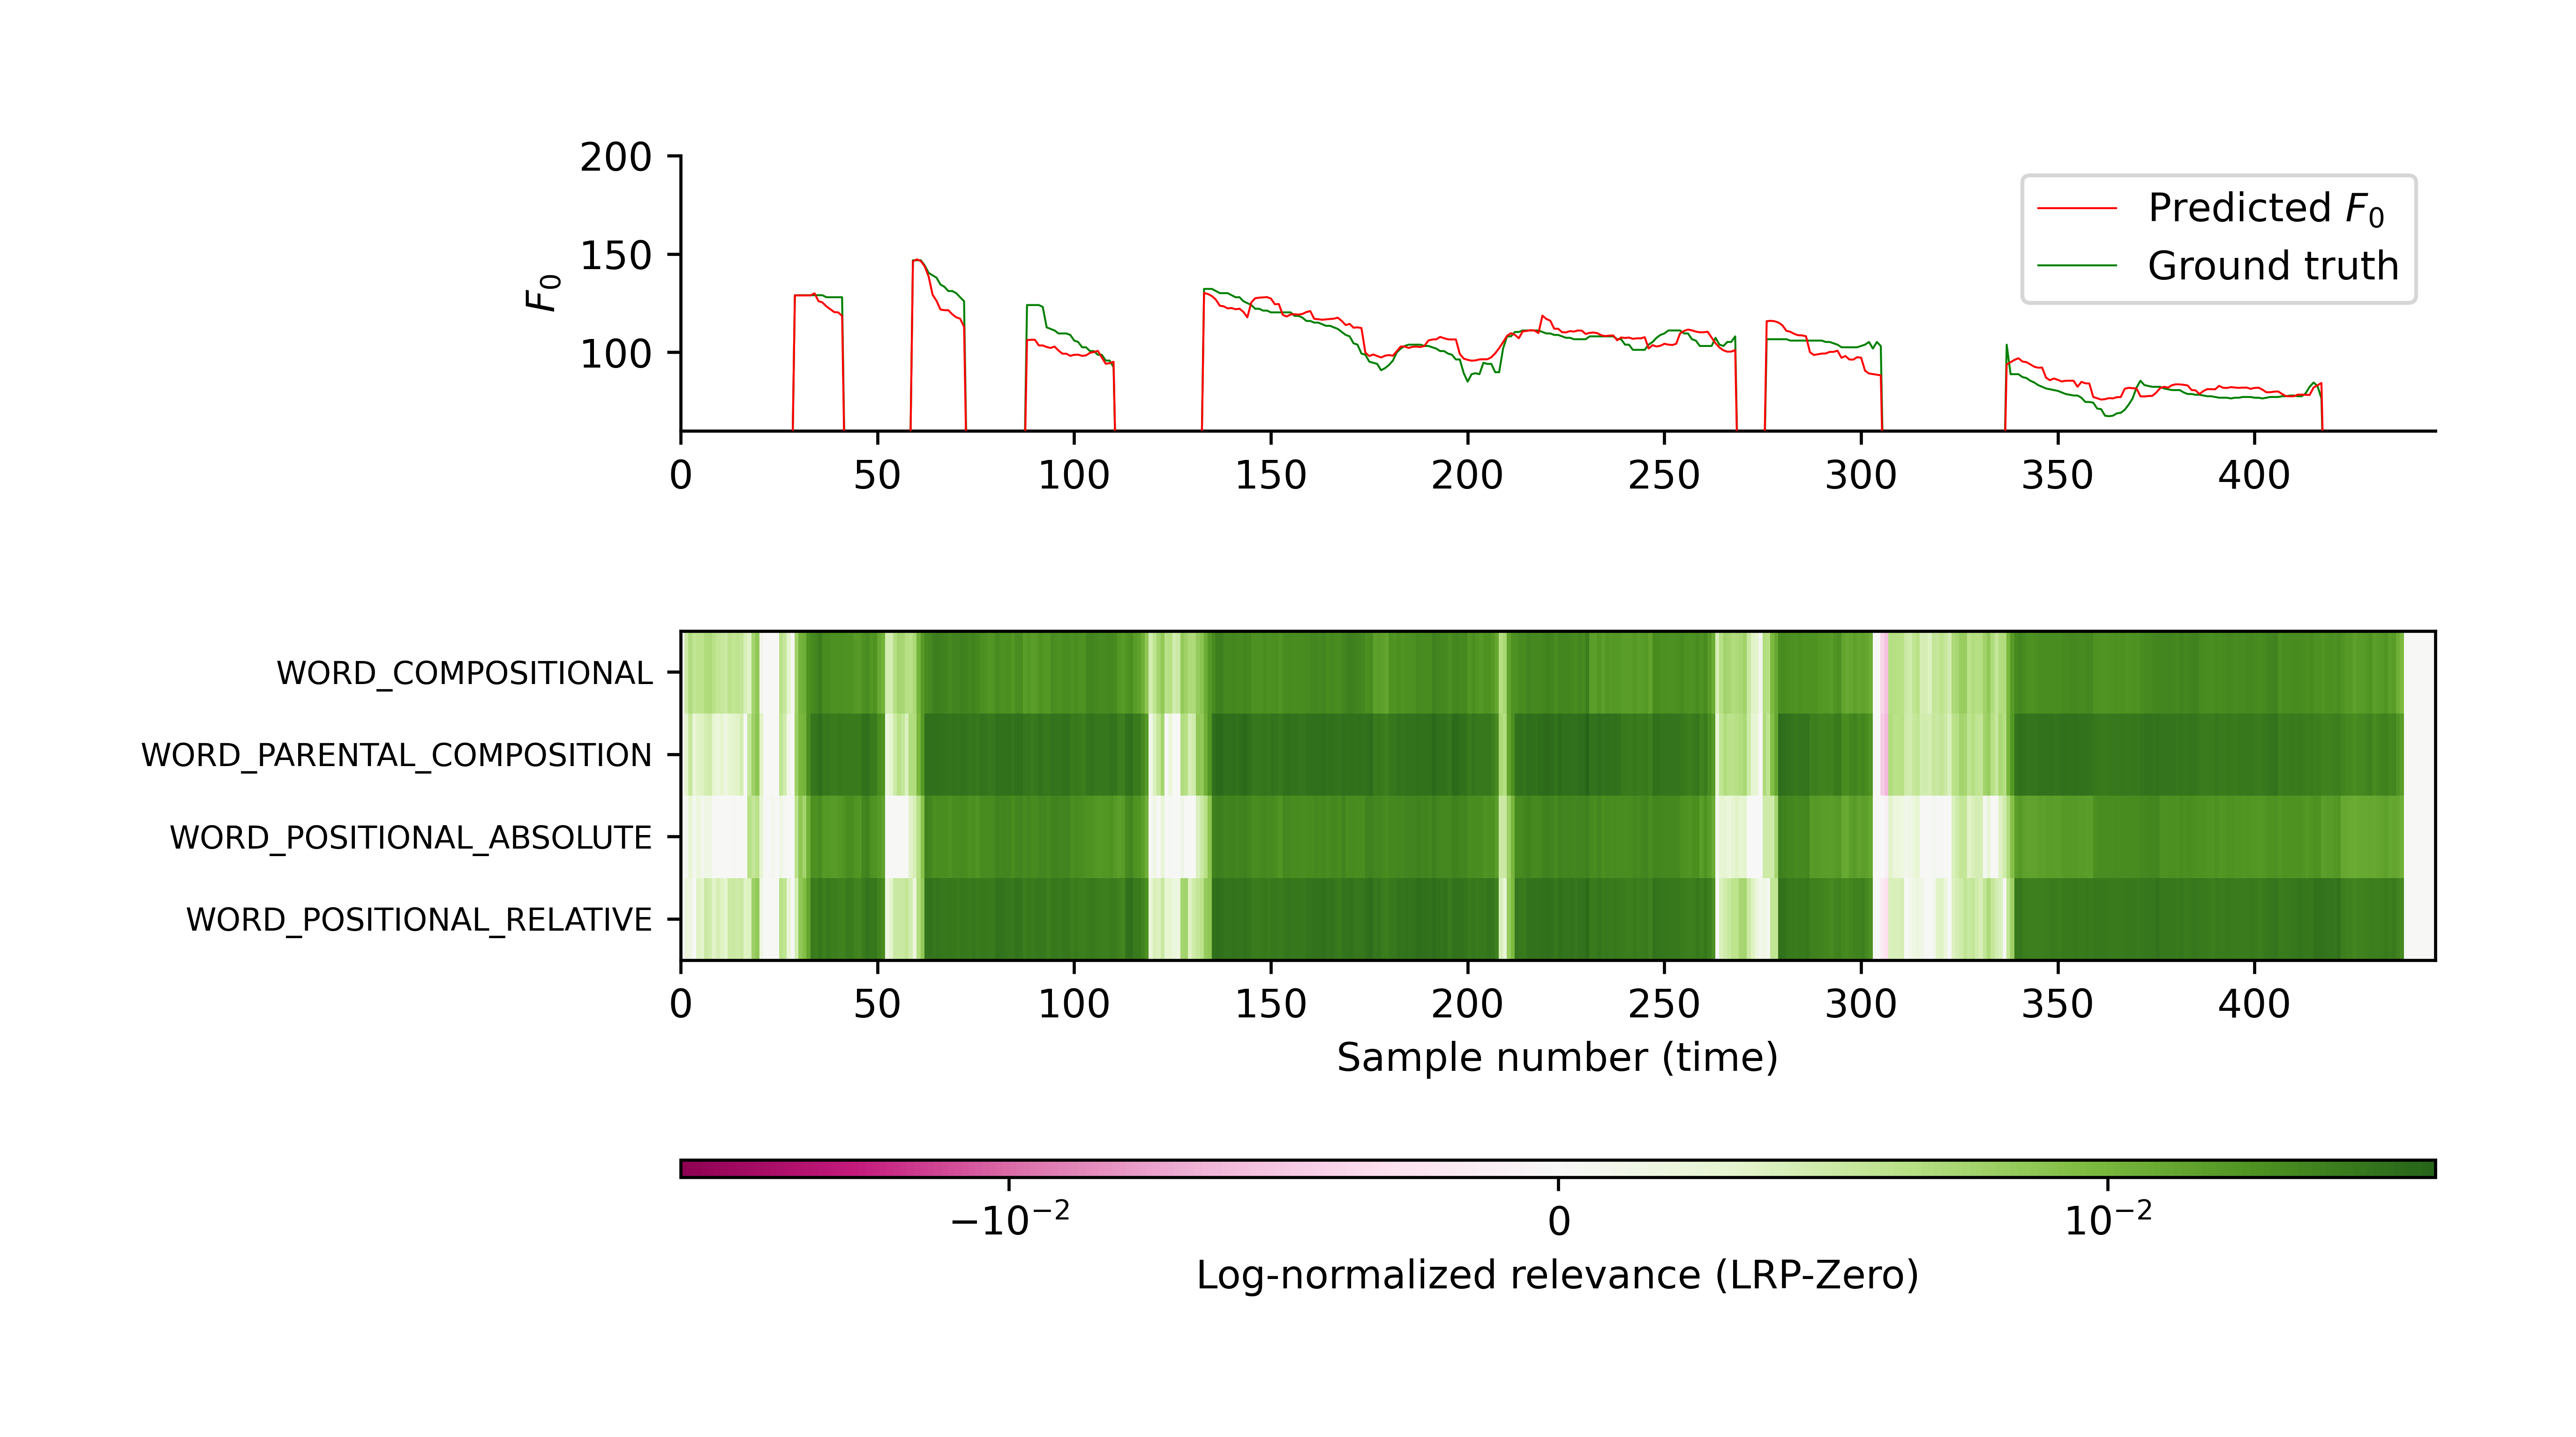 200
150
100
F₀
Predicted F₀
Ground truth
0 50 100 150 200 250 300 350 400
WORD_COMPOSITIONAL
WORD_PARENTAL_COMPOSITION
WORD_POSITIONAL_ABSOLUTE
WORD_POSITIONAL_RELATIVE
0 50 100 150 200 250 300 350 400
Sample number (time)
−10⁻² 0 10⁻²
Log-normalized relevance (LRP-Zero)